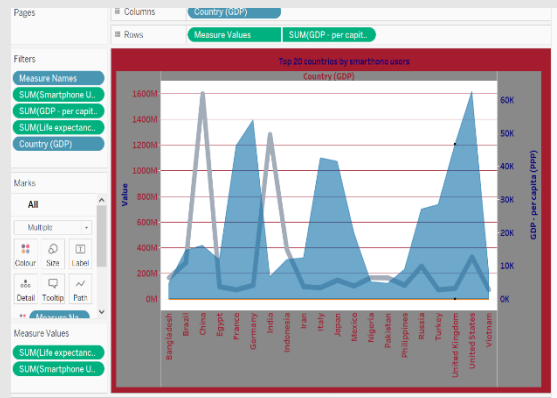 Pages
Columns
Country (GDP)
Rows
Measure Values
SUM(GDP - per capit..
Filters
Measure Names
SUM(Smartphone U..
SUM(GDP - per capit..
SUM(Life expectanc..
Country (GDP)
Marks
All
Multiple
Colour
Size
Label
Detail
Tooltip
Path
Measure Na..
Measure Values
SUM(Life expectanc..
SUM(Smartphone U..
Top 20 countries by smarthono users
Country (GDP)
Value
1600M
1400M
1200M
1000M
800M
600M
400M
200M
0M
60K
50K
40K
30K
20K
10K
0K
GDP - per capita (PPP)
Bangladesh
Brazil
China
Egypt
France
Germany
India
Indonesia
Iran
Italy
Japan
Mexico
Nigeria
Pakistan
Philippines
Russia
Turkey
United Kingdom
United States
Vietnam